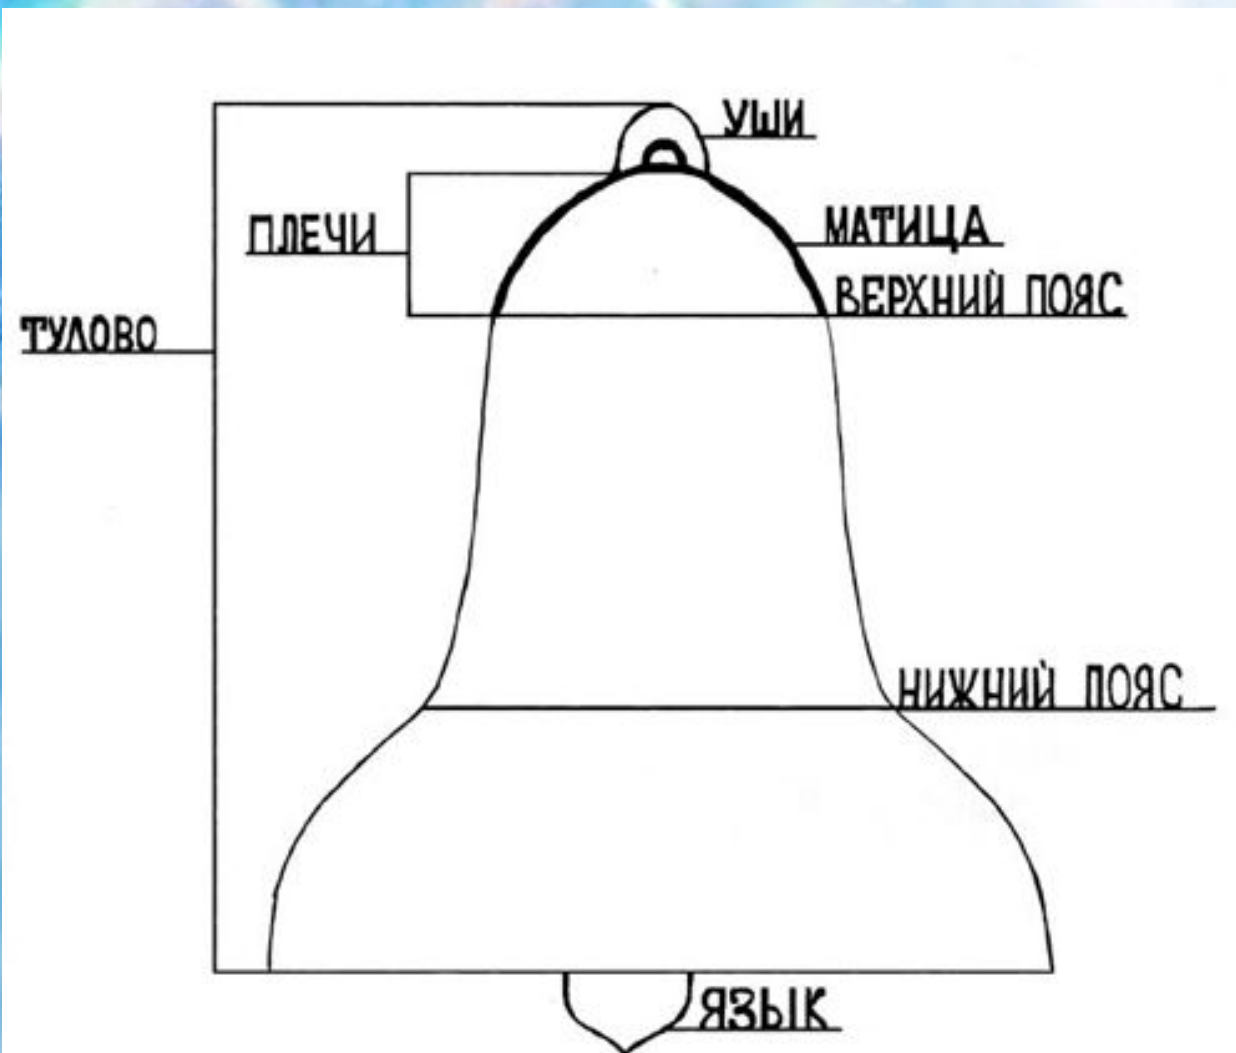 УШИ
ПЛЕЧИ
МАТИЦА
ВЕРХНИЙ ПОЯС
ТУЛОВО
НИЖНИЙ ПОЯС
ЯЗЫК